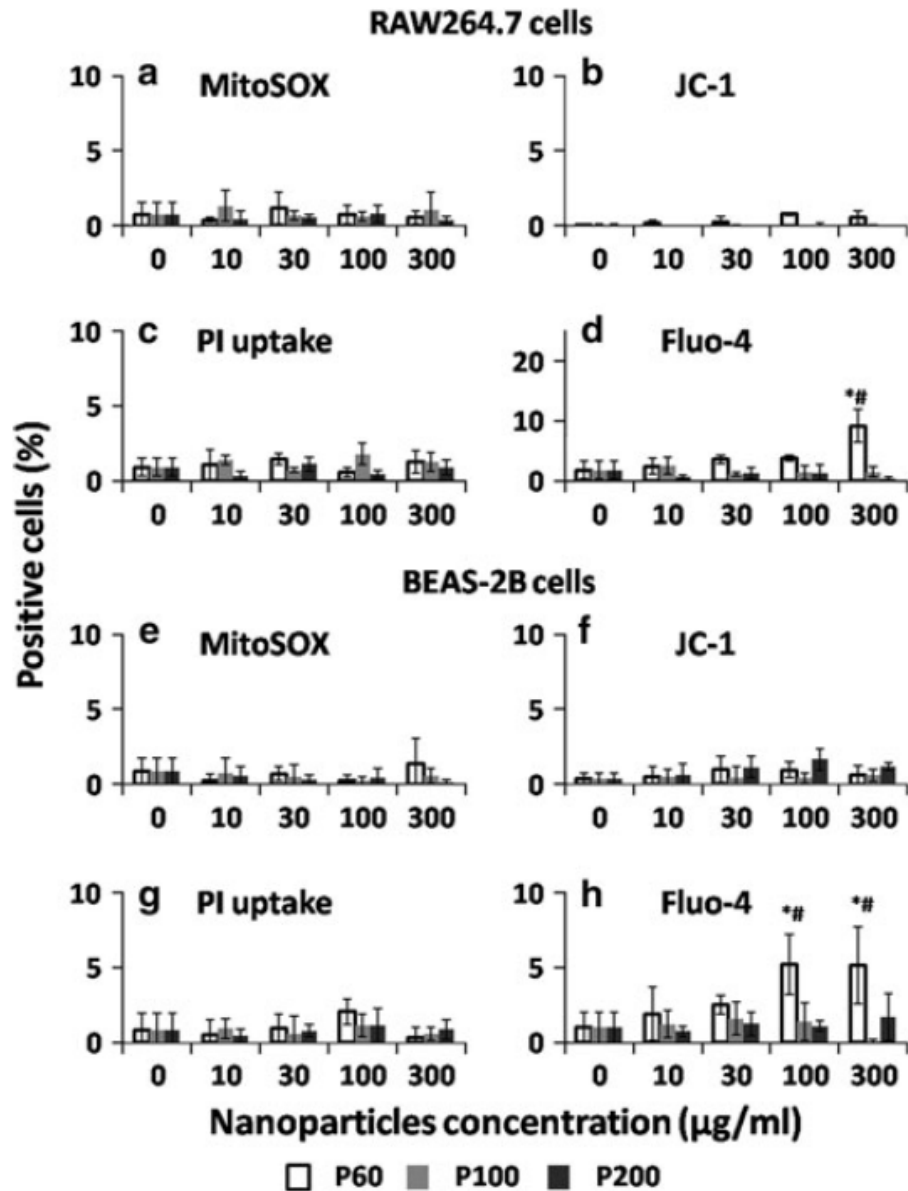 RAW264.7 cells
a MitoSOX
10
5
0
0 10 30 100 300
b JC-1
10
5
0
0 10 30 100 300
c PI uptake
10
5
0
0 10 30 100 300
d Fluo-4
20
10
0
*#
0 10 30 100 300
Positive cells (%)
BEAS-2B cells
e MitoSOX
10
5
0
0 10 30 100 300
f JC-1
10
5
0
0 10 30 100 300
g PI uptake
10
5
0
0 10 30 100 300
h Fluo-4
10
5
0
*# *#
0 10 30 100 300
Nanoparticles concentration (µg/ml)
P60 P100 P200